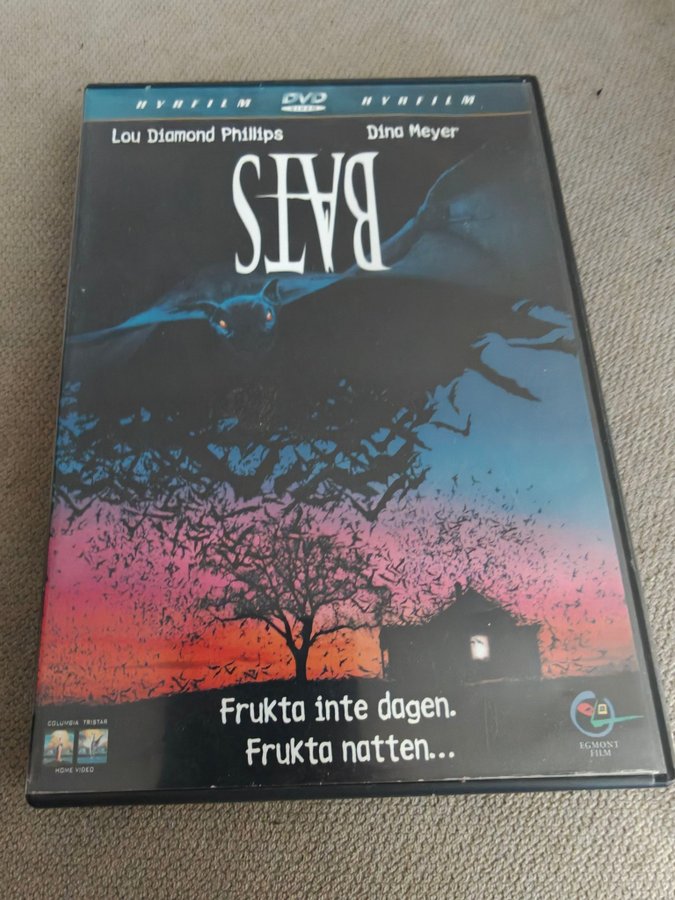 HYRFILM DVD VIDEO HYRFILM
Lou Diamond Phillips Dina Meyer
BATS
Frukta inte dagen.
Frukta natten...
COLUMBIA TRISTAR
HOME VIDEO
EGMONT
FILM